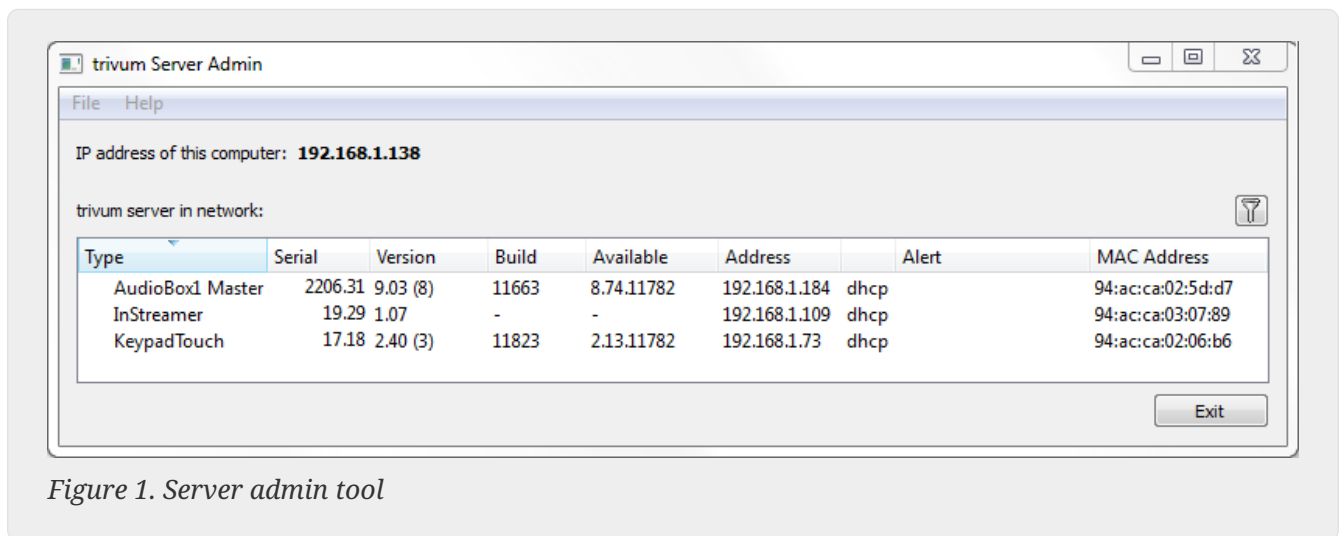 trivum Server Admin
File Help
IP address of this computer: 192.168.1.138
trivum server in network:
Type Serial Version Build Available Address Alert MAC Address
AudioBox1 Master 2206.31 9.03 (8) 11663 8.74.11782 192.168.1.184 dhcp 94:ac:ca:02:5d:d7
InStreamer 19.29 1.07 - - 192.168.1.109 dhcp 94:ac:ca:03:07:89
KeypadTouch 17.18 2.40 (3) 11823 2.13.11782 192.168.1.73 dhcp 94:ac:ca:02:06:b6
Exit
Figure 1. Server admin tool